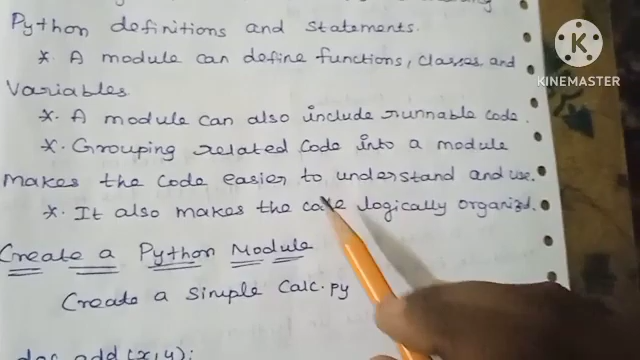 Python definitions and statements.
* A module can define functions, classes and
Variables
* A module can also include runnable code.
* Grouping related code into a module
makes the code easier to understand and use.
* It also makes the code logically organized.
Create a Python Module
Create a simple calc.py
def add(x,y):
KINEMASTER